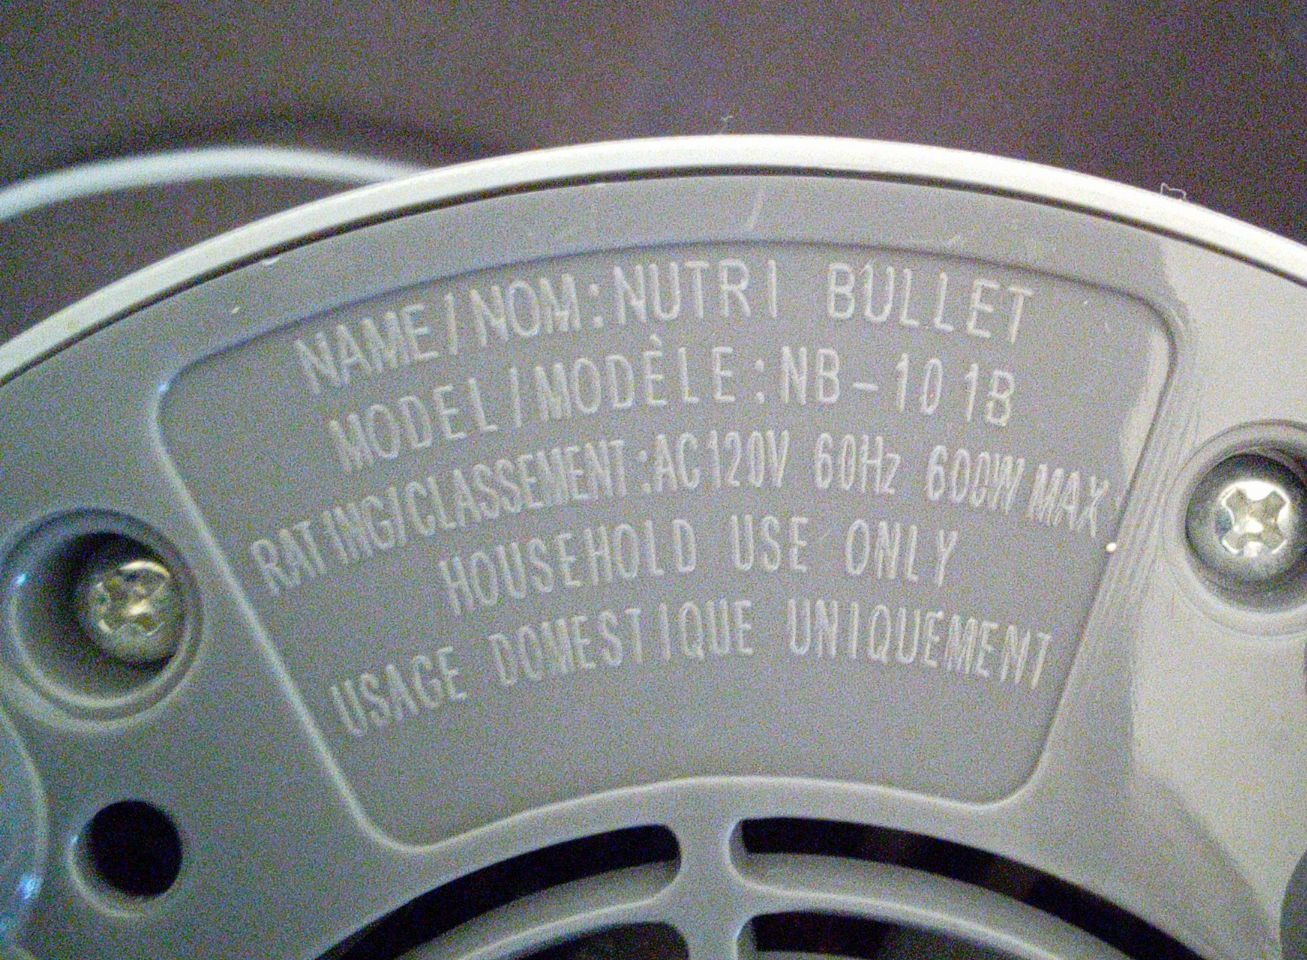 NAME/NOM:NUTRI BULLET
MODEL/MODÈLE:NB-101B
RATING/CLASSEMENT:AC120V 60Hz 600W MAX
HOUSEHOLD USE ONLY
USAGE DOMESTIQUE UNIQUEMENT